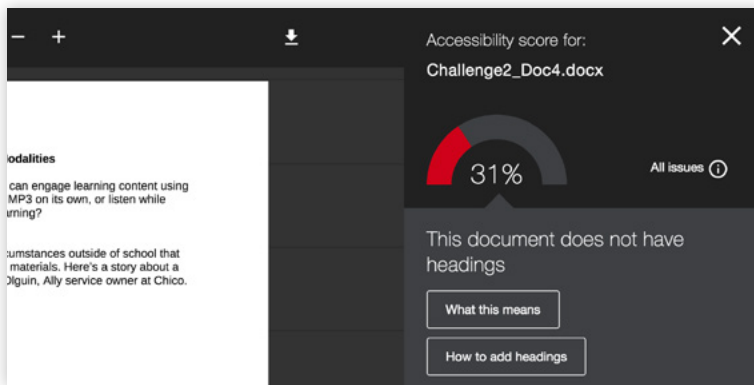 Accessibility score for:
Challenge2_Doc4.docx
31%
All issues
This document does not have
headings
What this means
How to add headings
can engage learning content using
MP3 on its own, or listen while
materials. Here's a story about a
Ally service owner at Chico.
outside of school that